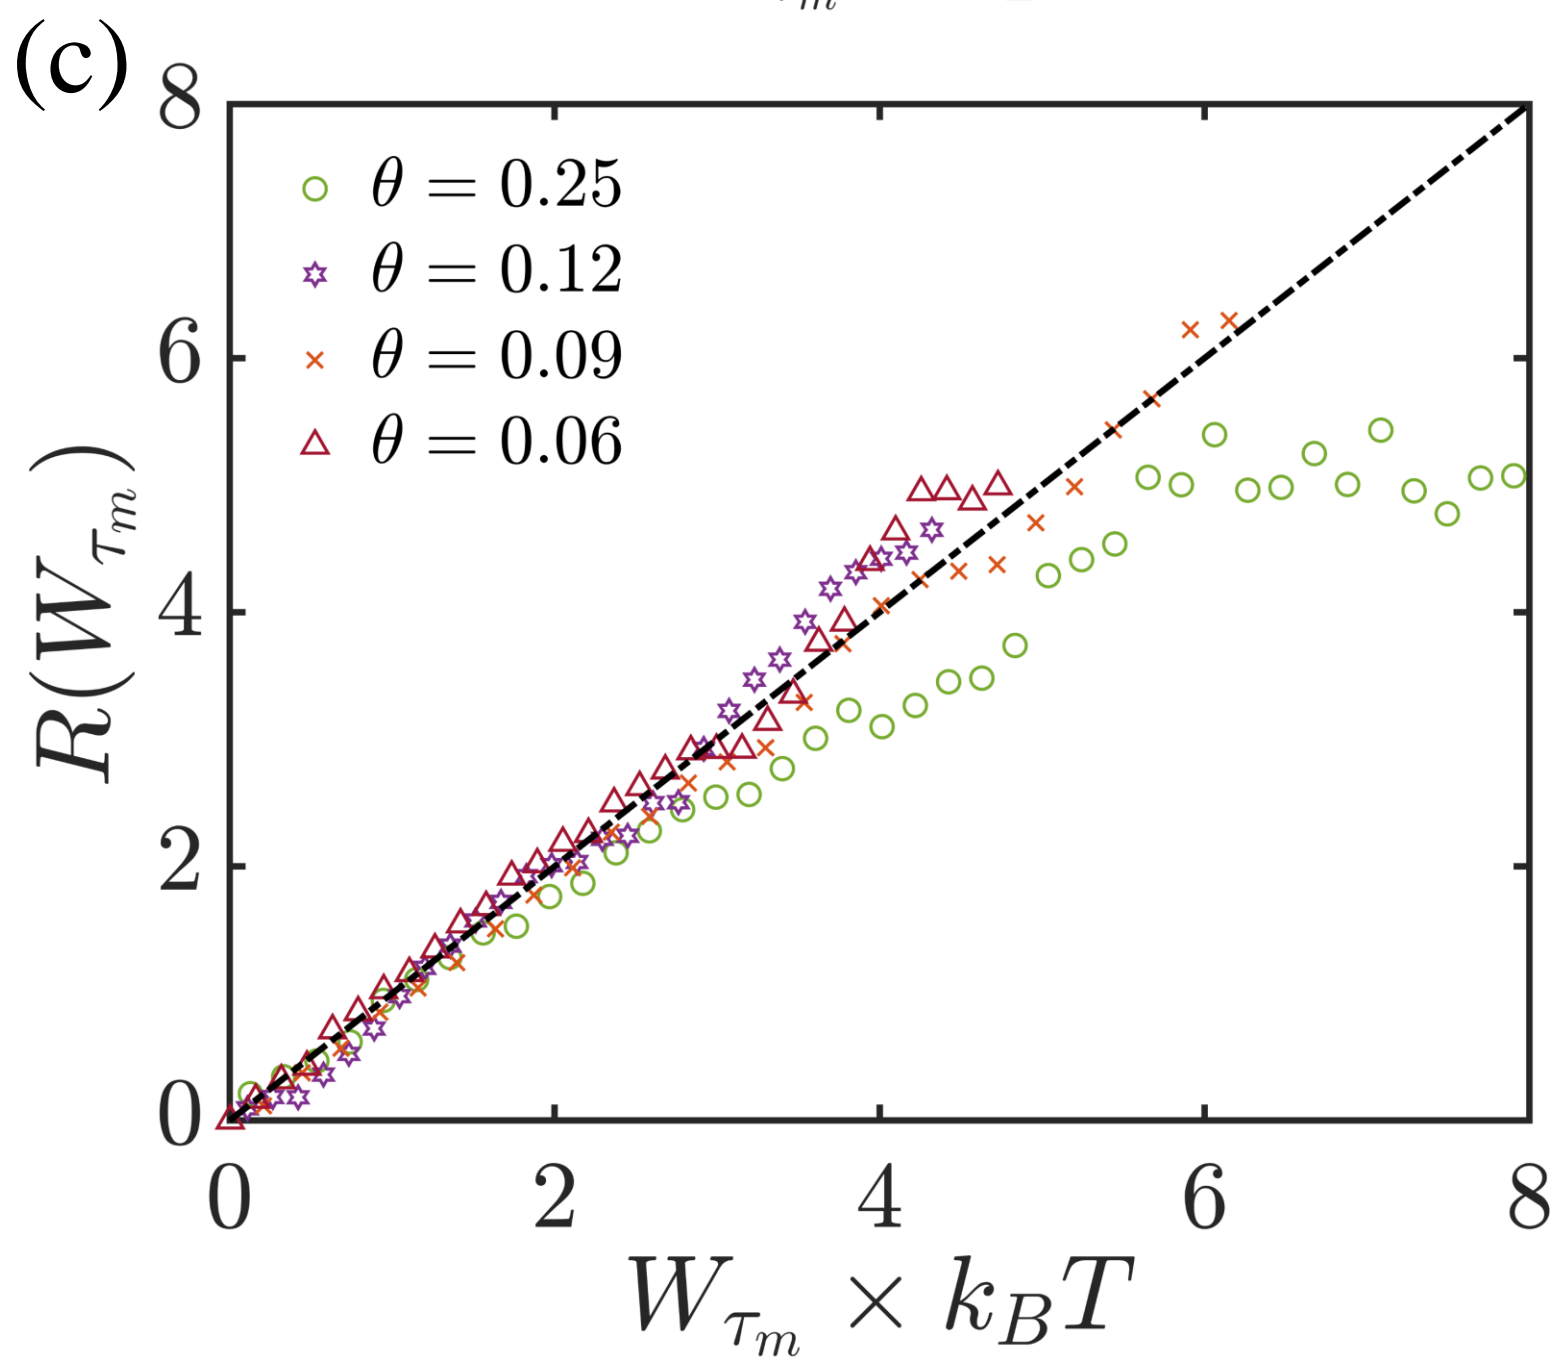 (c)
8
6
4
2
0
θ = 0.25
θ = 0.12
θ = 0.09
θ = 0.06
R(W_{τ_m})
0 2 4 6 8
W_{τ_m} × k_B T